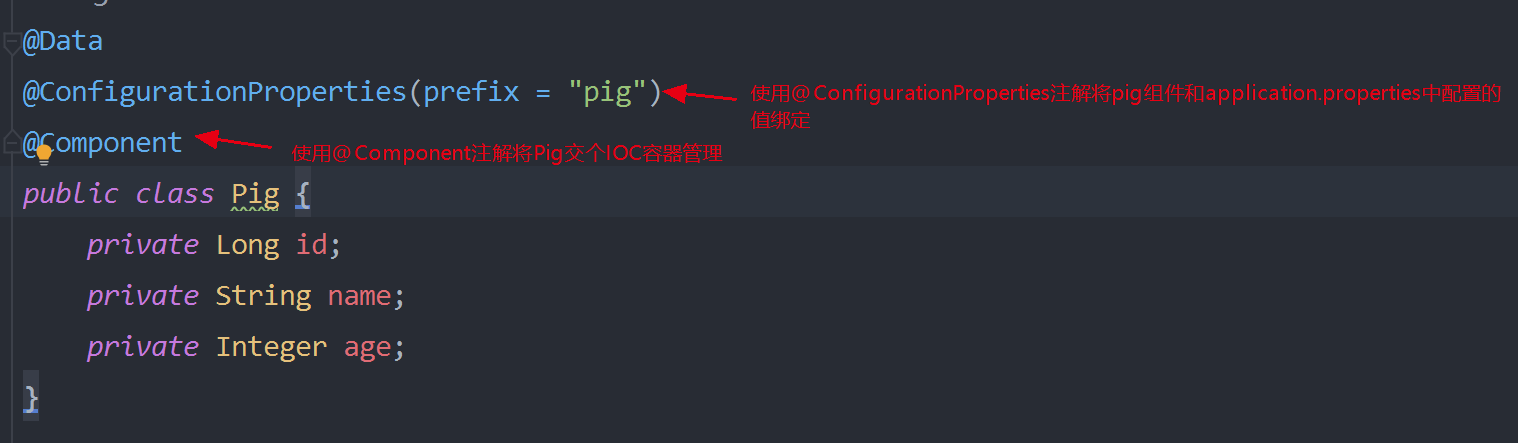 @Data
@ConfigurationProperties(prefix = "pig")
使用@ConfigurationProperties注解将pig组件和application.properties中配置的
值绑定
@Component
使用@Component注解将Pig交个IOC容器管理
public class Pig {
private Long id;
private String name;
private Integer age;
}